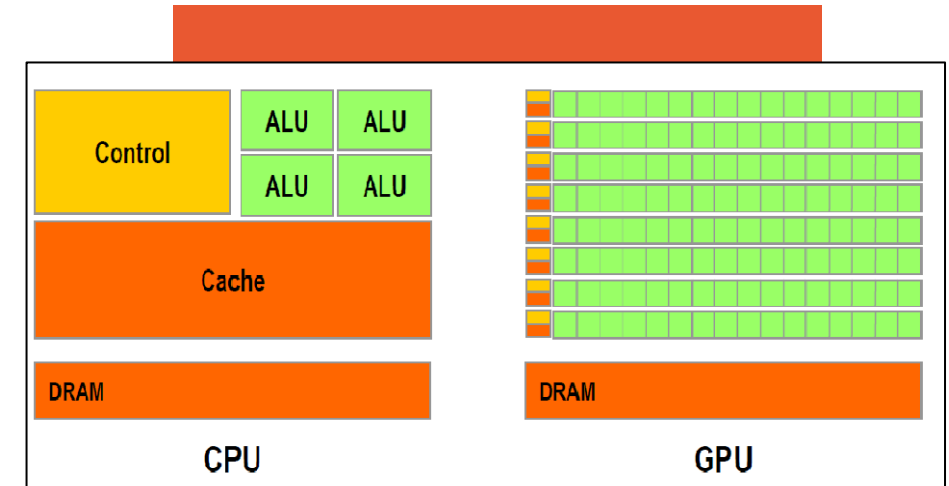 Control
ALU ALU
ALU ALU
Cache
DRAM
CPU
DRAM
GPU